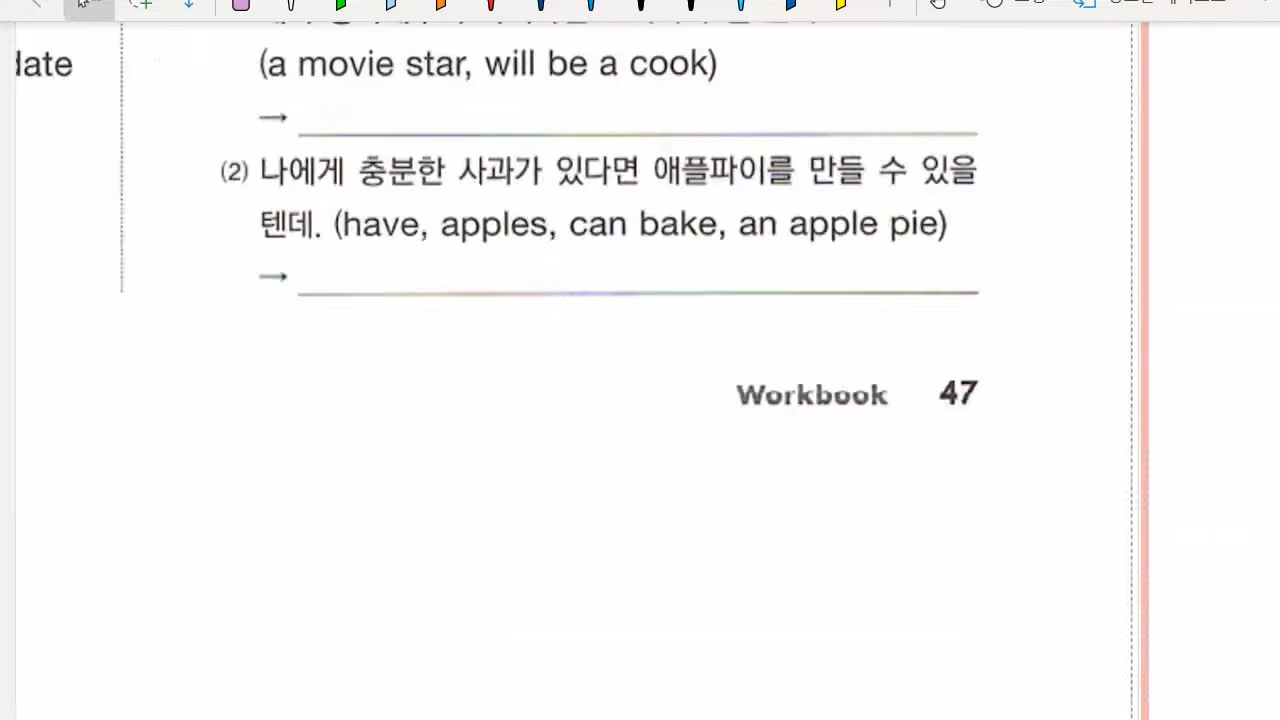 date
(a movie star, will be a cook)
→
(2) 나에게 충분한 사과가 있다면 애플파이를 만들 수 있을
텐데. (have, apples, can bake, an apple pie)
→
Workbook 47